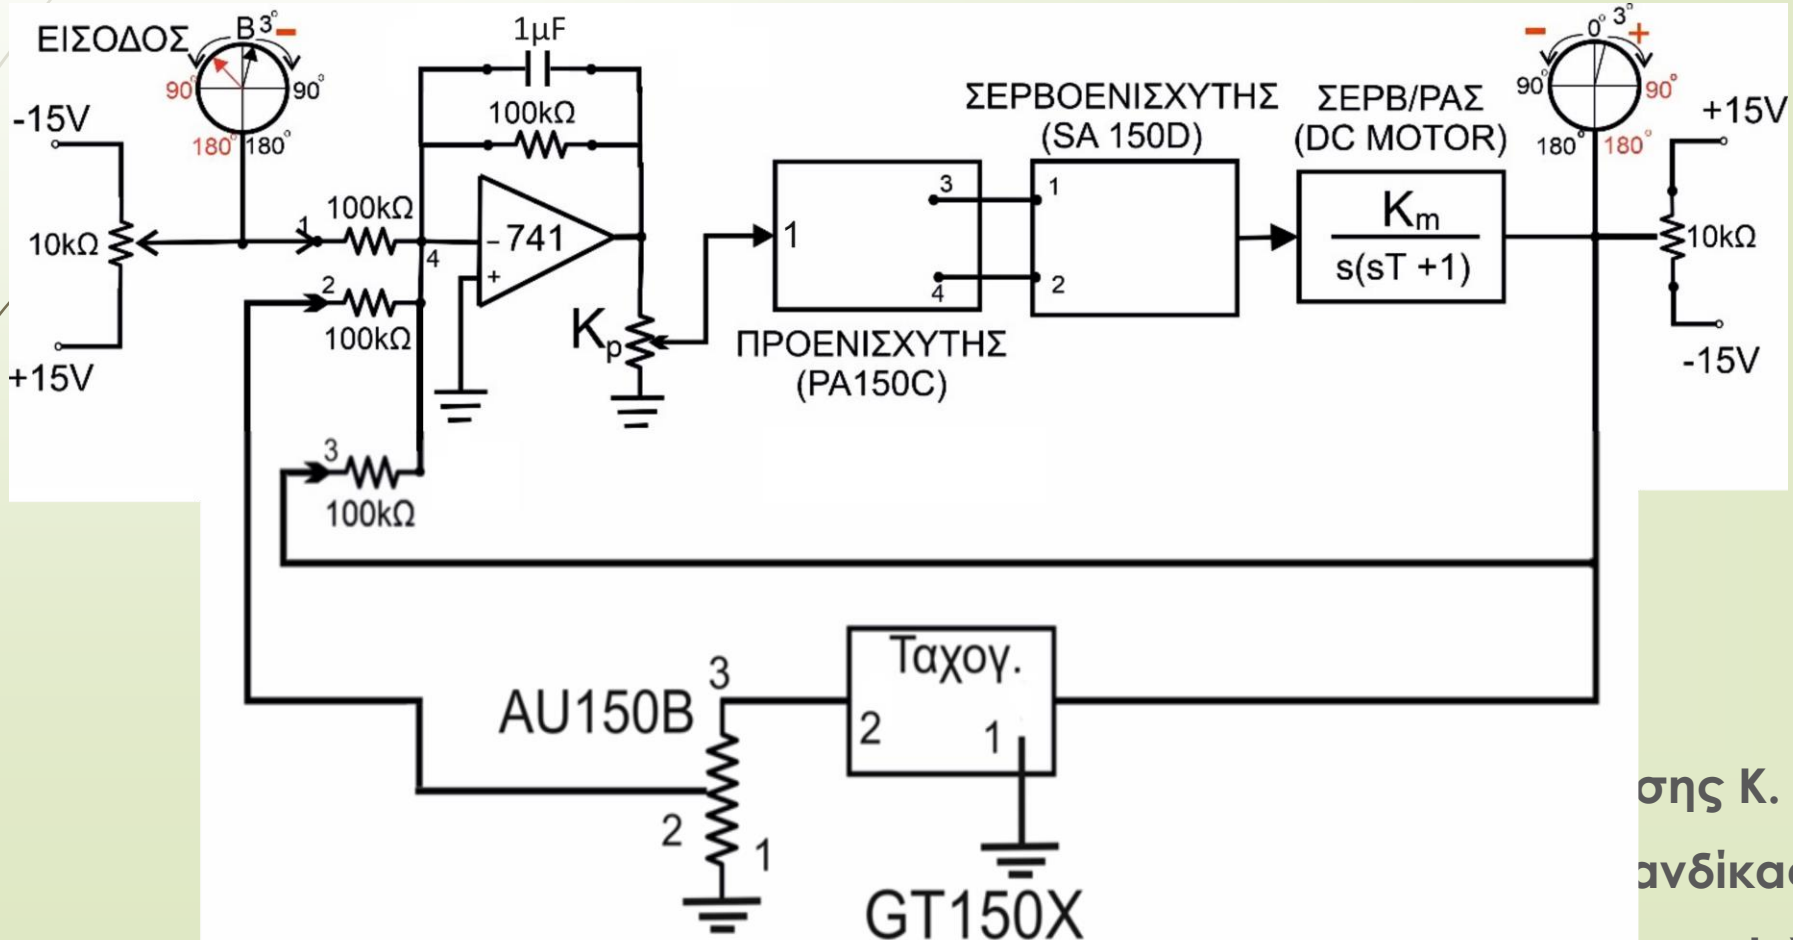 ΕΙΣΟΔΟΣ
B 3° -
90° 90°
180° 180°
-15V
10kΩ
+15V
1μF
100kΩ
1 100kΩ
2
100kΩ
3
100kΩ
4
- 741
+
Kp
1 3
4
ΠΡΟΕΝΙΣΧΥΤΗΣ
(PA150C)
ΣΕΡΒΟΕΝΙΣΧΥΤΗΣ
(SA 150D)
1
2
ΣΕΡΒ/ΡΑΣ
(DC MOTOR)
Km
s(sT +1)
- 0° 3° +
90° 90°
180° 180°
+15V
10kΩ
-15V
Ταχογ.
2 1
GT150X
AU150B
3
2
1
σης Κ.